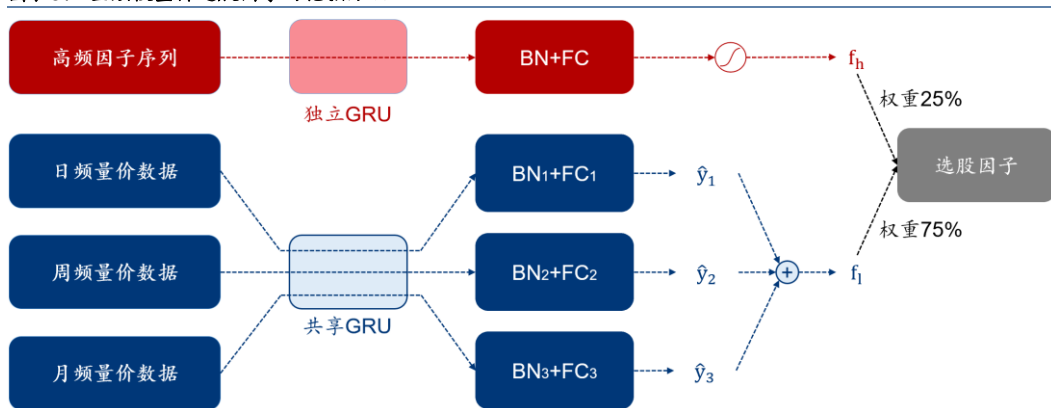 高频因子序列
BN+FC
f_h
独立GRU
权重25%
日频量价数据
BN₁+FC₁
ŷ₁
选股因子
周频量价数据
BN₂+FC₂
ŷ₂
+
f_l
权重75%
共享GRU
月频量价数据
BN₃+FC₃
ŷ₃